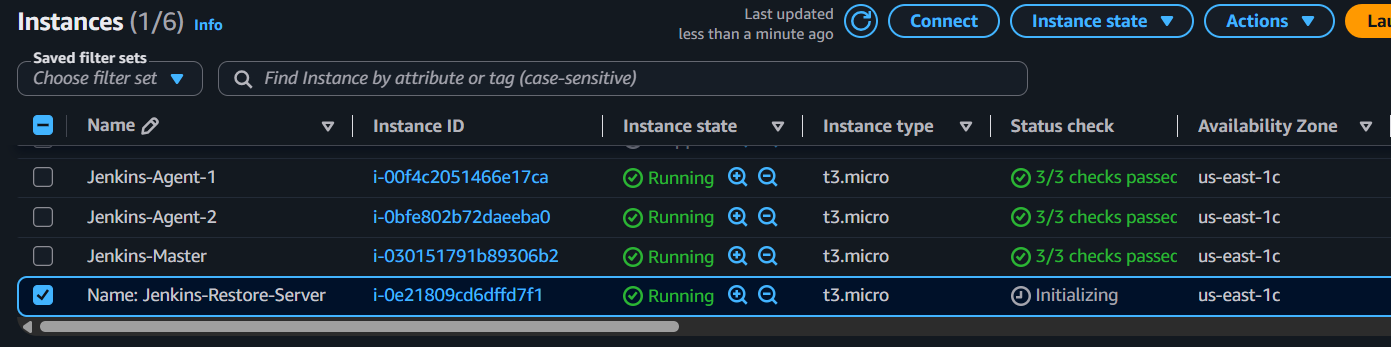 Instances (1/6) Info
Last updated
less than a minute ago
Connect
Instance state
Actions
Saved filter sets
Choose filter set
Find Instance by attribute or tag (case-sensitive)
Name Instance ID Instance state Instance type Status check Availability Zone
Jenkins-Agent-1 i-00f4c2051466e17ca Running t3.micro 3/3 checks passec us-east-1c
Jenkins-Agent-2 i-0bfe802b72daeeba0 Running t3.micro 3/3 checks passec us-east-1c
Jenkins-Master i-030151791b89306b2 Running t3.micro 3/3 checks passec us-east-1c
Name: Jenkins-Restore-Server i-0e21809cd6dffd7f1 Running t3.micro Initializing us-east-1c